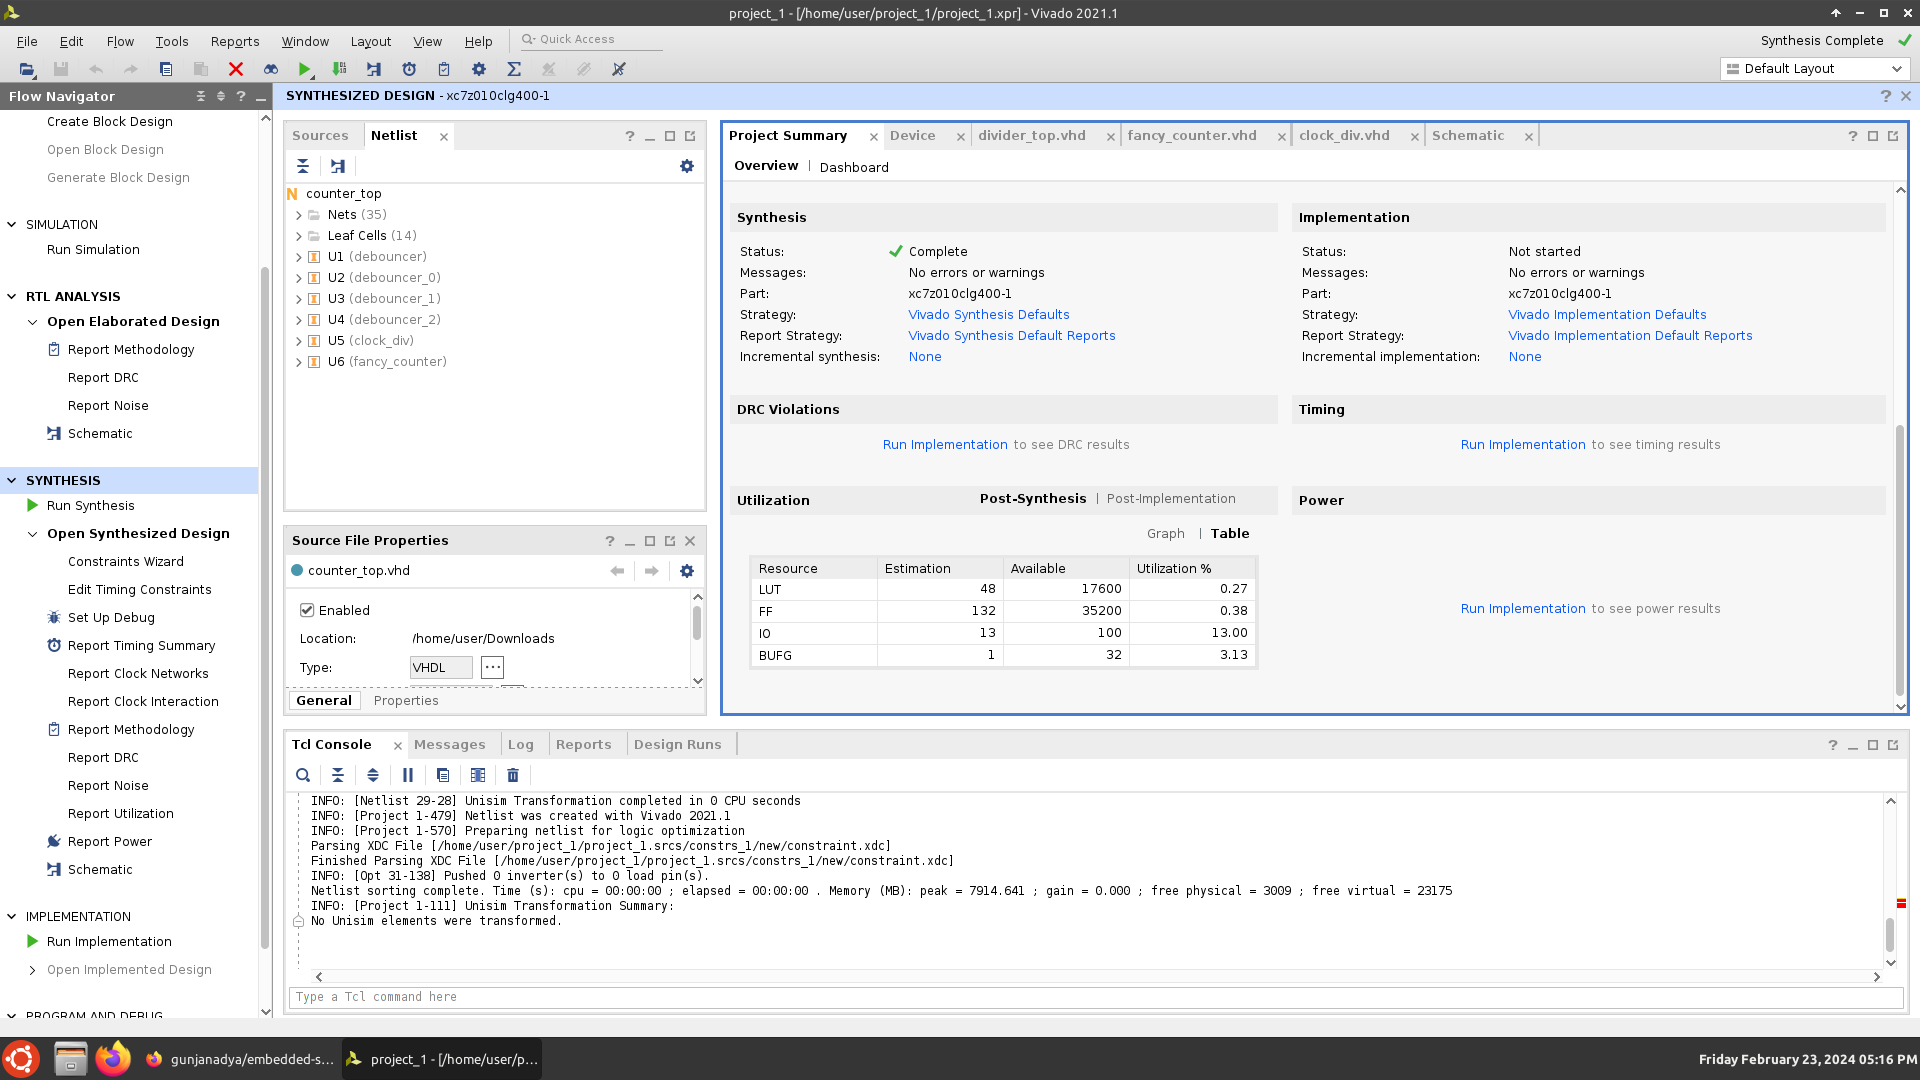 project_1 - [/home/user/project_1/project_1.xpr] - Vivado 2021.1
File Edit Flow Tools Reports Window Layout View Help Quick Access Synthesis Complete
Default Layout
Flow Navigator
Create Block Design
Open Block Design
Generate Block Design
SIMULATION
Run Simulation
RTL ANALYSIS
Open Elaborated Design
Report Methodology
Report DRC
Report Noise
Schematic
SYNTHESIS
Run Synthesis
Open Synthesized Design
Constraints Wizard
Edit Timing Constraints
Set Up Debug
Report Timing Summary
Report Clock Networks
Report Clock Interaction
Report Methodology
Report DRC
Report Noise
Report Utilization
Report Power
Schematic
IMPLEMENTATION
Run Implementation
Open Implemented Design
PROGRAM AND DEBUG
SYNTHESIZED DESIGN - xc7z010clg400-1
Sources Netlist
counter_top
Nets (35)
Leaf Cells (14)
U1 (debouncer)
U2 (debouncer_0)
U3 (debouncer_1)
U4 (debouncer_2)
U5 (clock_div)
U6 (fancy_counter)
Source File Properties
counter_top.vhd
Enabled
Location: /home/user/Downloads
Type: VHDL ...
General Properties
Project Summary Device divider_top.vhd fancy_counter.vhd clock_div.vhd Schematic
Overview | Dashboard
Synthesis
Status: Complete
Messages: No errors or warnings
Part: xc7z010clg400-1
Strategy: Vivado Synthesis Defaults
Report Strategy: Vivado Synthesis Default Reports
Incremental synthesis: None
Implementation
Status: Not started
Messages: No errors or warnings
Part: xc7z010clg400-1
Strategy: Vivado Implementation Defaults
Report Strategy: Vivado Implementation Default Reports
Incremental implementation: None
DRC Violations
Run Implementation to see DRC results
Timing
Run Implementation to see timing results
Utilization Post-Synthesis | Post-Implementation
Graph | Table
Resource Estimation Available Utilization %
LUT 48 17600 0.27
FF 132 35200 0.38
IO 13 100 13.00
BUFG 1 32 3.13
Power
Run Implementation to see power results
Tcl Console Messages Log Reports Design Runs
INFO: [Netlist 29-28] Unisim Transformation completed in 0 CPU seconds
INFO: [Project 1-479] Netlist was created with Vivado 2021.1
INFO: [Project 1-570] Preparing netlist for logic optimization
Parsing XDC File [/home/user/project_1/project_1.srcs/constrs_1/new/constraint.xdc]
Finished Parsing XDC File [/home/user/project_1/project_1.srcs/constrs_1/new/constraint.xdc]
INFO: [Opt 31-138] Pushed 0 inverter(s) to 0 load pin(s).
Netlist sorting complete. Time (s): cpu = 00:00:00 ; elapsed = 00:00:00 . Memory (MB): peak = 7914.641 ; gain = 0.000 ; free physical = 3009 ; free virtual = 23175
INFO: [Project 1-111] Unisim Transformation Summary:
No Unisim elements were transformed.
Type a Tcl command here
gunjanadya/embedded-s... project_1 - [/home/user/p... Friday February 23, 2024 05:16 PM